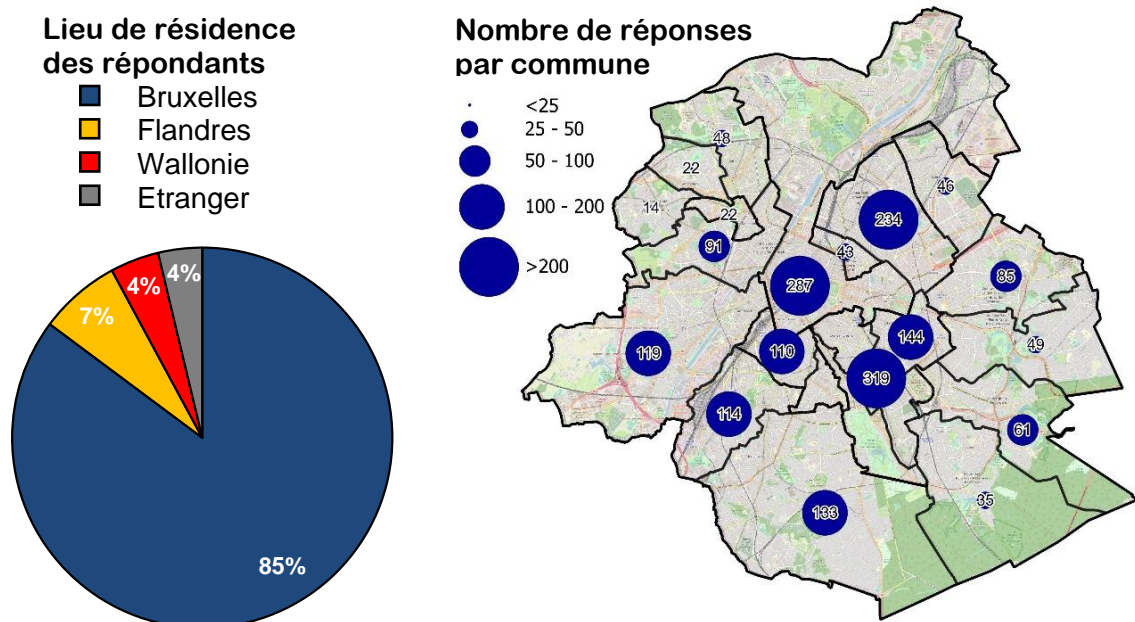 Lieu de résidence
des répondants
Bruxelles
Flandres
Wallonie
Etranger
4%
4%
7%
85%
Nombre de réponses
par commune
<25
25 - 50
50 - 100
100 - 200
>200
48
22
46
14
22
234
91
43
85
287
144
49
119
110
319
114
61
35
133